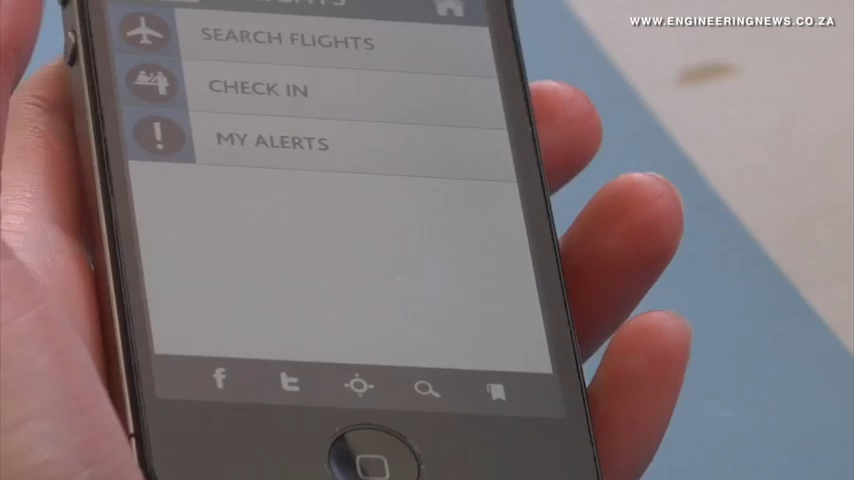 WWW.ENGINEERINGNEWS.CO.ZA
SEARCH FLIGHTS
CHECK IN
MY ALERTS